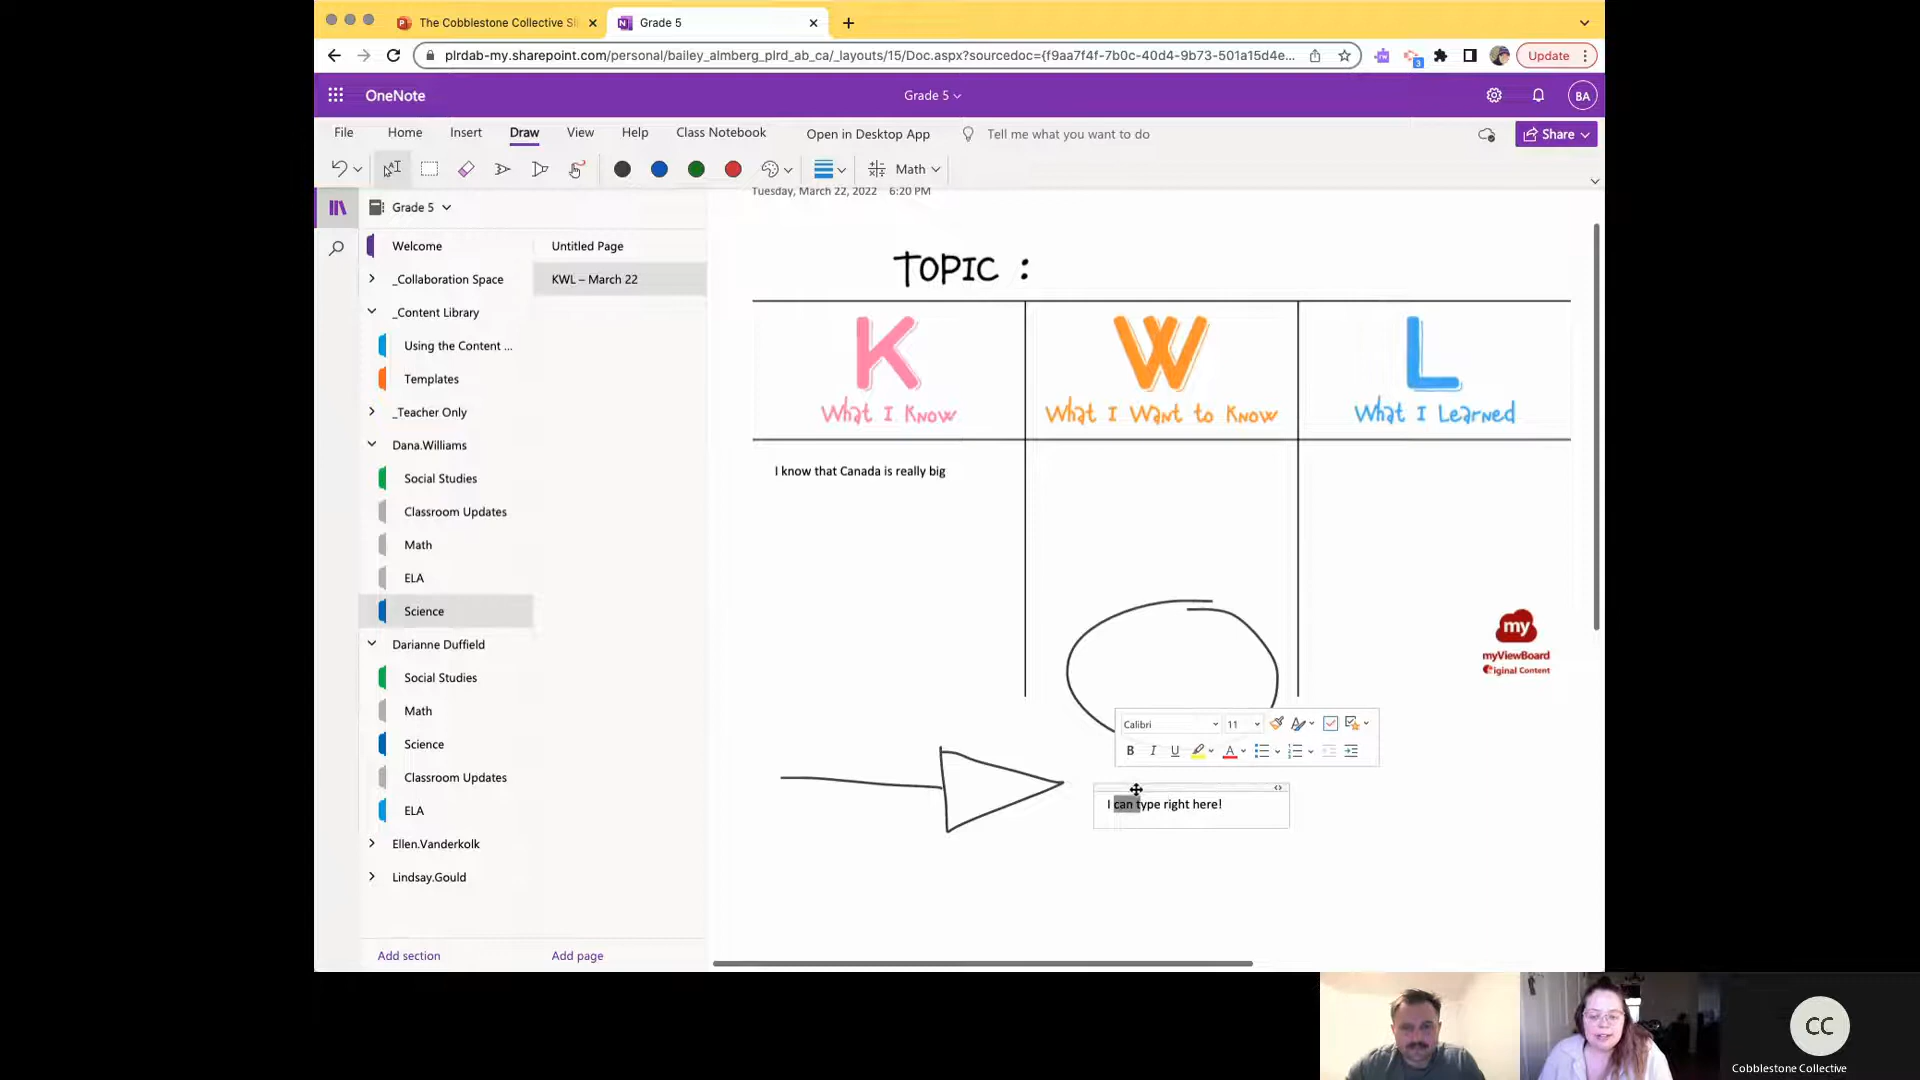 The Cobblestone Collective Sli
Grade 5
plrdab-my.sharepoint.com/personal/bailey_almberg_plrd_ab_ca/_layouts/15/Doc.aspx?sourcedoc={f9aa7f4f-7b0c-40d4-9b73-501a15d4e...
3
Update
OneNote
Grade 5
BA
File
Home
Insert
Draw
View
Help
Class Notebook
Open in Desktop App
Tell me what you want to do
Share
Math
Grade 5
Welcome
_Collaboration Space
_Content Library
Using the Content ...
Templates
_Teacher Only
Dana.Williams
Social Studies
Classroom Updates
Math
ELA
Science
Darianne Duffield
Social Studies
Math
Science
Classroom Updates
ELA
Ellen.Vanderkolk
Lindsay.Gould
Add section
Untitled Page
KWL – March 22
Add page
Tuesday, March 22, 2022 6:20 PM
TOPIC :
K
What I Know
W
What I Want to Know
L
What I Learned
I know that Canada is really big
my
myViewBoard
Original Content
Calibri
11
B I U
A
I can type right here!
CC
Cobblestone Collective